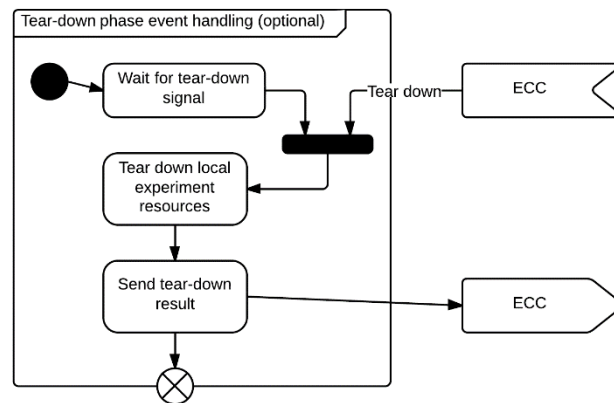 Tear-down phase event handling (optional)
Wait for tear-down
signal
Tear down
ECC
Tear down local
experiment
resources
Send tear-down
result
ECC